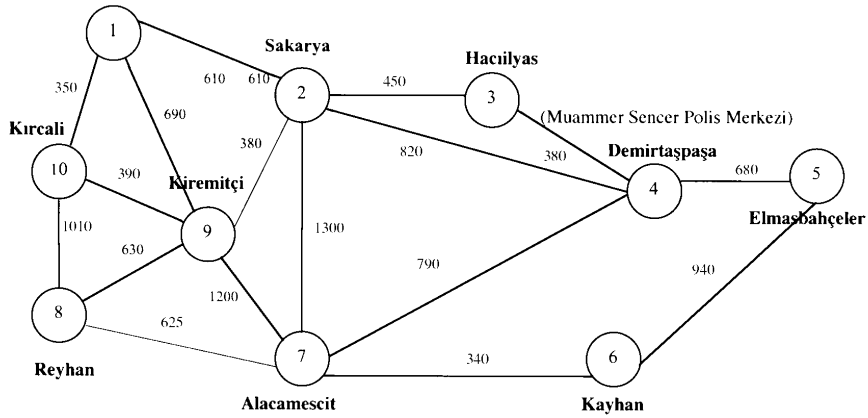 1
Sakarya
610
610
2
450
Hacıilyas
3
(Muammer Sencer Polis Merkezi)
350
690
Kırcali
10
380
820
380
Demirtaşpaşa
4
680
5
Elmasbahçeler
390
Kiremitçi
9
1010
630
1300
790
940
1200
8
625
Reyhan
7
340
6
Alacamescit
Kayhan